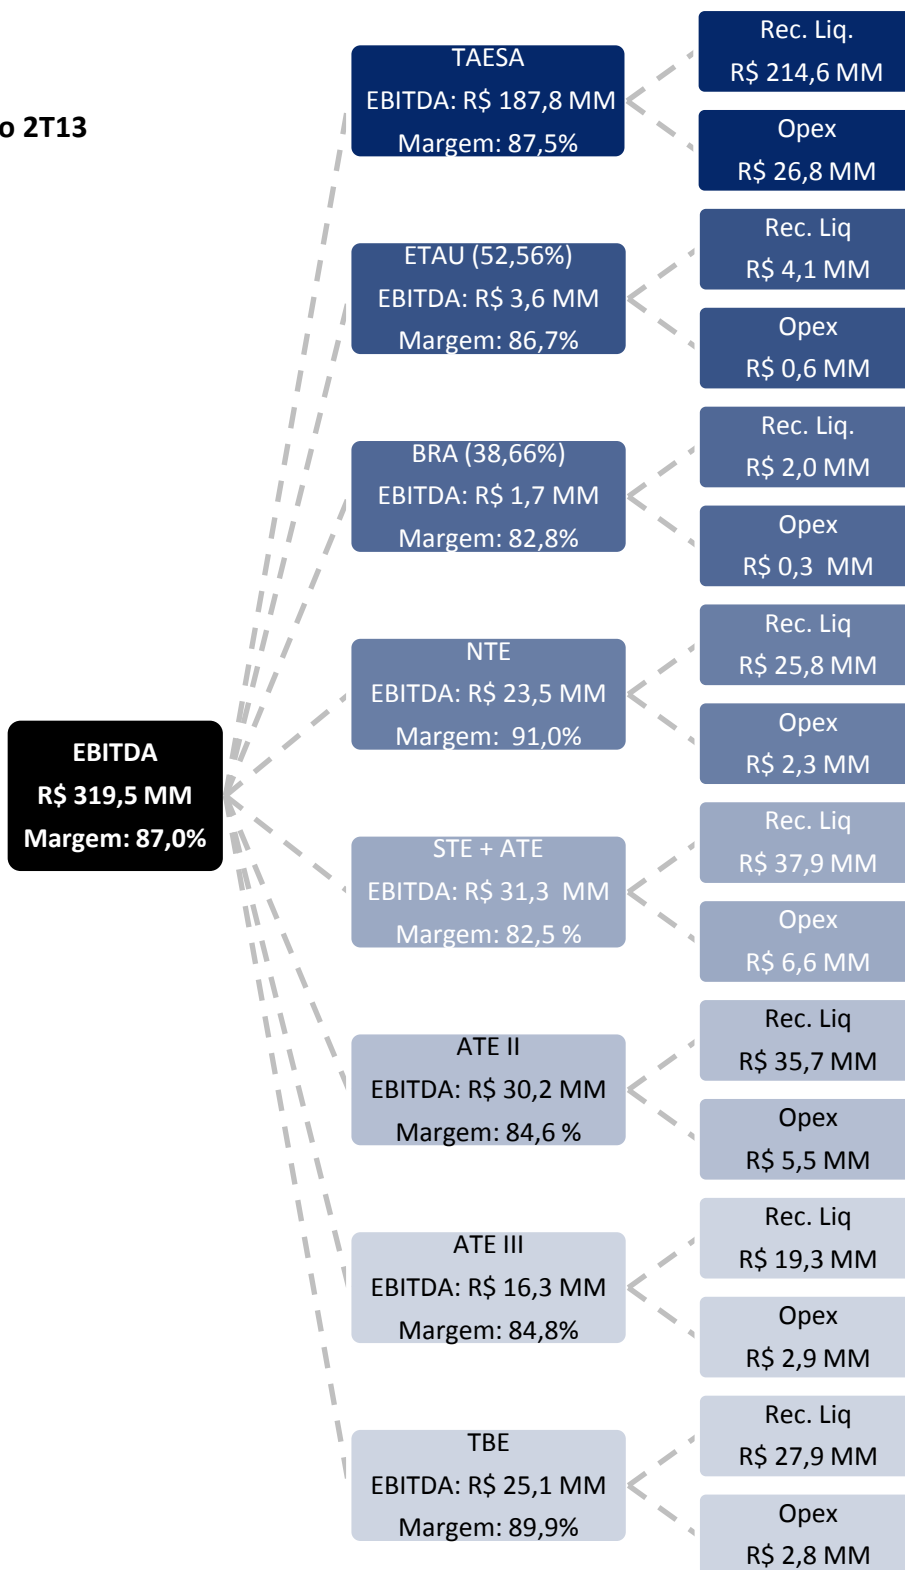 o 2T13
EBITDA
R$ 319,5 MM
Margem: 87,0%
TAESA
EBITDA: R$ 187,8 MM
Margem: 87,5%
Rec. Liq.
R$ 214,6 MM
Opex
R$ 26,8 MM
ETAU (52,56%)
EBITDA: R$ 3,6 MM
Margem: 86,7%
Rec. Liq
R$ 4,1 MM
Opex
R$ 0,6 MM
BRA (38,66%)
EBITDA: R$ 1,7 MM
Margem: 82,8%
Rec. Liq.
R$ 2,0 MM
Opex
R$ 0,3 MM
NTE
EBITDA: R$ 23,5 MM
Margem: 91,0%
Rec. Liq
R$ 25,8 MM
Opex
R$ 2,3 MM
STE + ATE
EBITDA: R$ 31,3 MM
Margem: 82,5 %
Rec. Liq
R$ 37,9 MM
Opex
R$ 6,6 MM
ATE II
EBITDA: R$ 30,2 MM
Margem: 84,6 %
Rec. Liq
R$ 35,7 MM
Opex
R$ 5,5 MM
ATE III
EBITDA: R$ 16,3 MM
Margem: 84,8%
Rec. Liq
R$ 19,3 MM
Opex
R$ 2,9 MM
TBE
EBITDA: R$ 25,1 MM
Margem: 89,9%
Rec. Liq
R$ 27,9 MM
Opex
R$ 2,8 MM